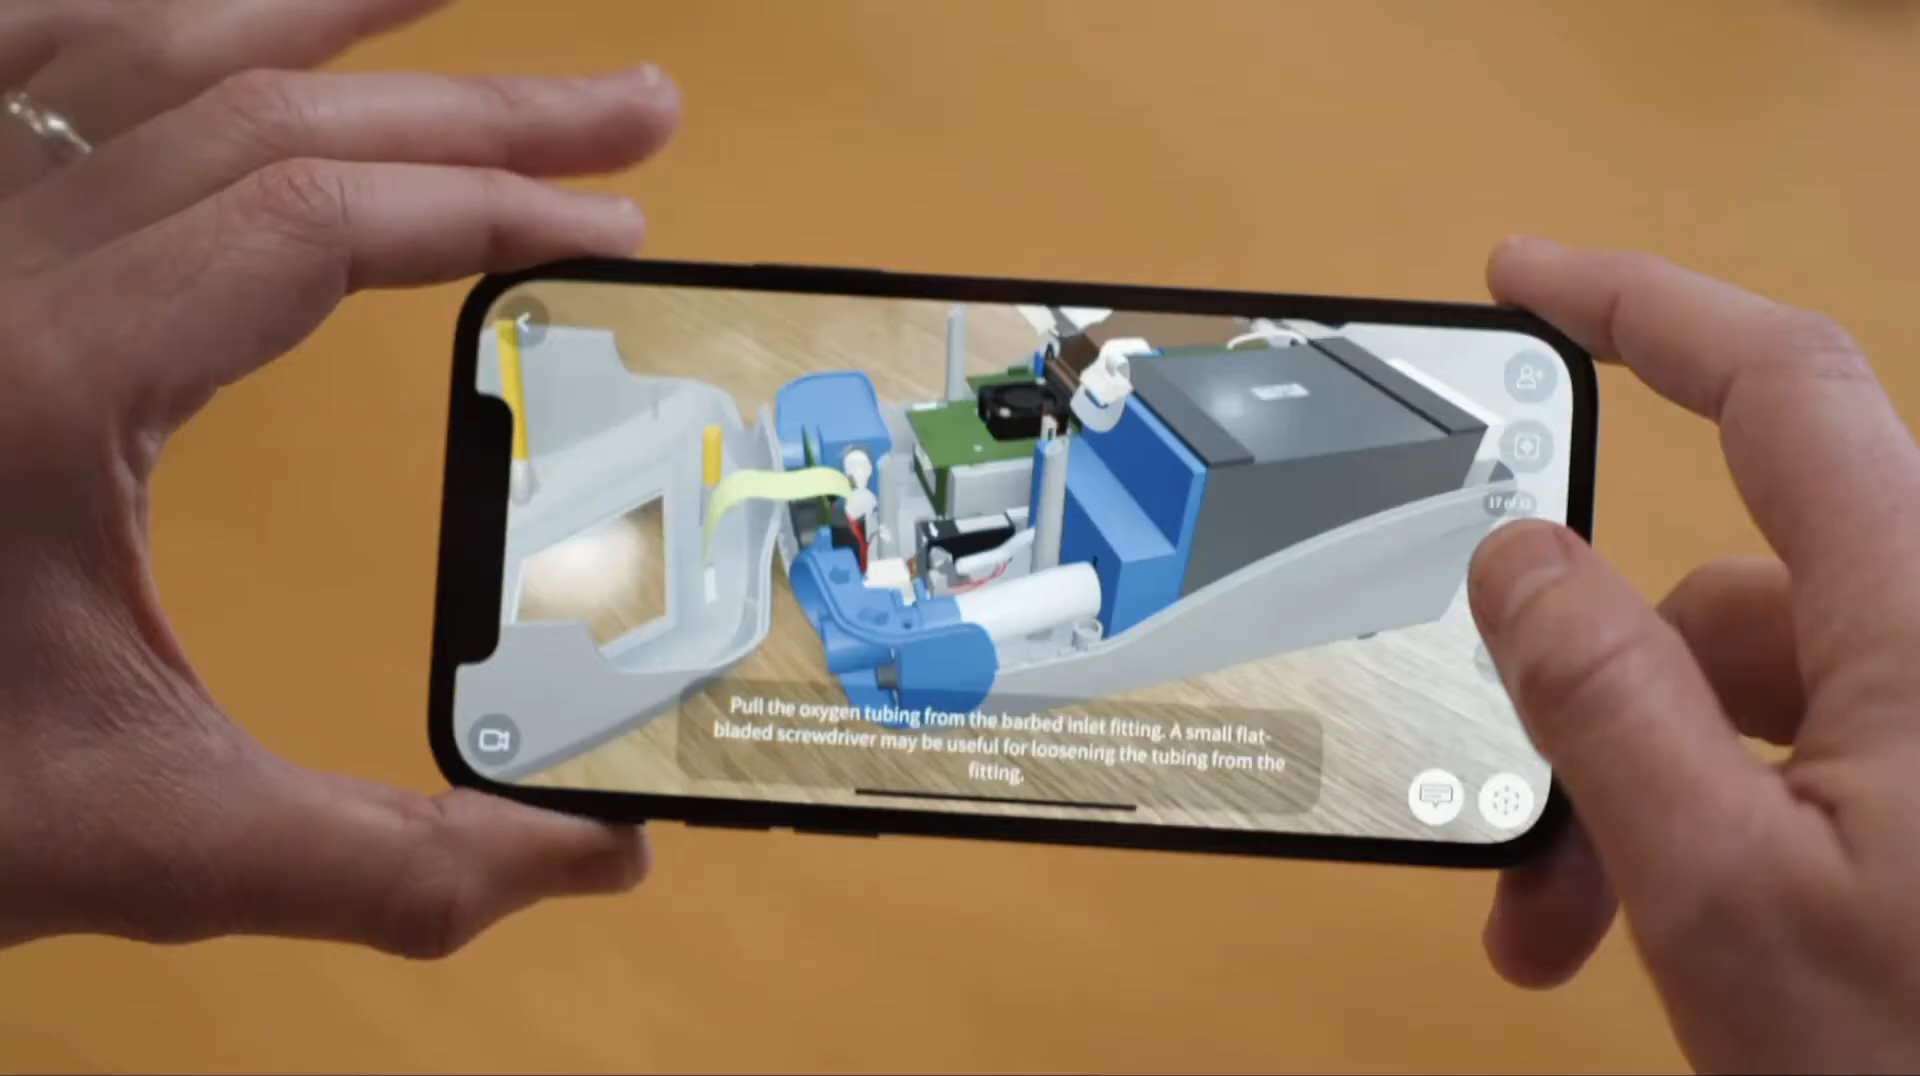 Pull the oxygen tubing from the barbed inlet fitting. A small flat-
bladed screwdriver may be useful for loosening the tubing from the
fitting.